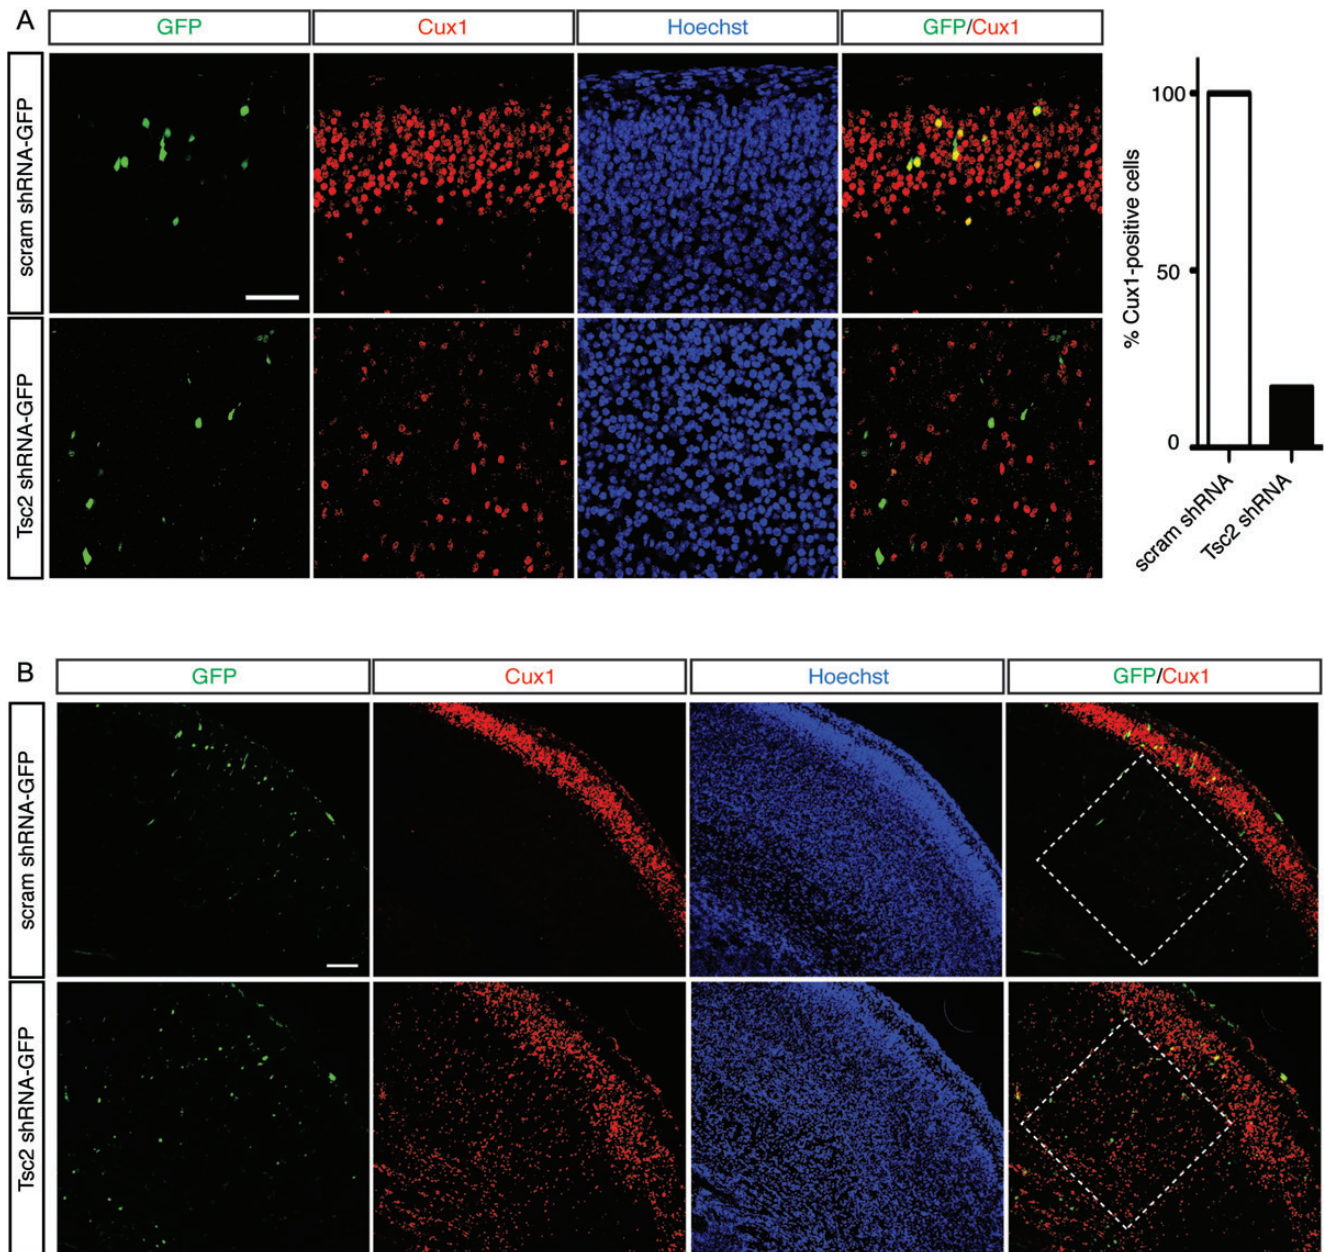 A
GFP
Cux1
Hoechst
GFP/Cux1
scram shRNA-GFP
Tsc2 shRNA-GFP
% Cux1-positive cells
100
50
0
scram shRNA
Tsc2 shRNA
B
GFP
Cux1
Hoechst
GFP/Cux1
scram shRNA-GFP
Tsc2 shRNA-GFP